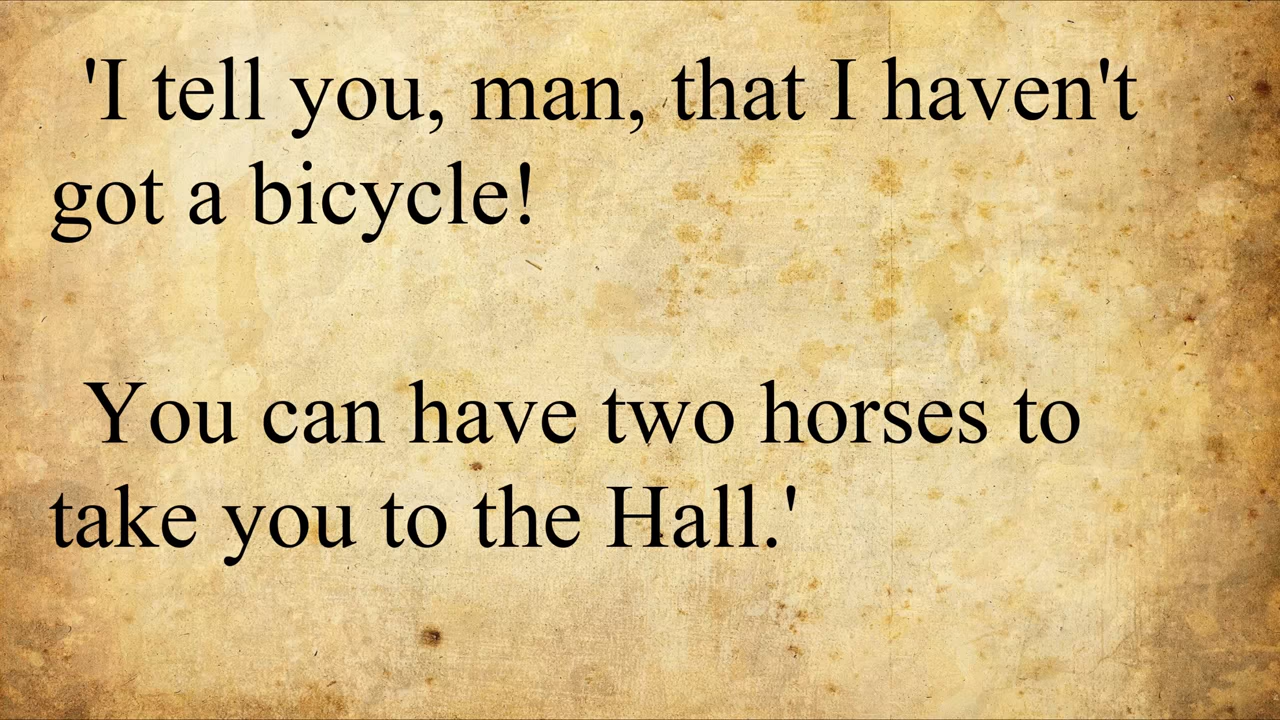 'I tell you, man, that I haven't
got a bicycle!
You can have two horses to
take you to the Hall.'